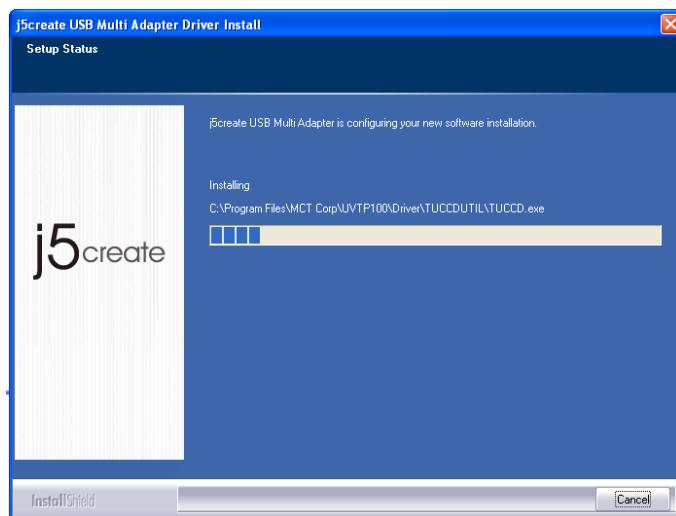 j5create USB Multi Adapter Driver Install
Setup Status
j5create USB Multi Adapter is configuring your new software installation.
Installing
C:\Program Files\MCT Corp\UVTP100\Driver\TUCCDUTIL\TUCCD.exe
j5create
InstallShield
Cancel